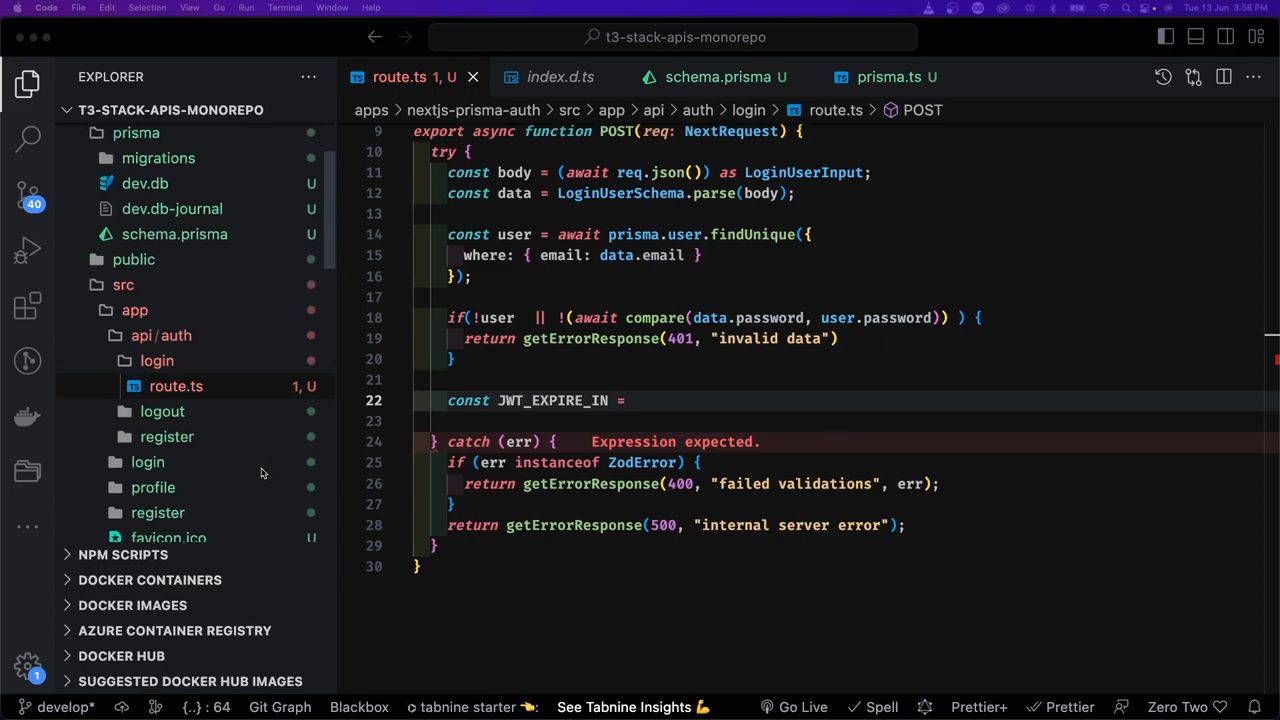 Code File Edit Selection View Go Run Terminal Window Help Tue 13 Jun 3:56 PM
t3-stack-apis-monorepo
EXPLORER
T3-STACK-APIS-MONOREPO
prisma
migrations
dev.db U
dev.db-journal U
schema.prisma U
public
src
app
api/auth
login
route.ts 1, U
logout
register
login
profile
register
favicon.ico U
NPM SCRIPTS
DOCKER CONTAINERS
DOCKER IMAGES
AZURE CONTAINER REGISTRY
DOCKER HUB
SUGGESTED DOCKER HUB IMAGES
40
1
TS route.ts 1, U TS index.d.ts schema.prisma U TS prisma.ts U
apps > nextjs-prisma-auth > src > app > api > auth > login > TS route.ts > POST
9 export async function POST(req: NextRequest) {
10 try {
11 const body = (await req.json()) as LoginUserInput;
12 const data = LoginUserSchema.parse(body);
13
14 const user = await prisma.user.findUnique({
15 where: { email: data.email }
16 });
17
18 if(!user || !(await compare(data.password, user.password)) ) {
19 return getErrorResponse(401, "invalid data")
20 }
21
22 const JWT_EXPIRE_IN =
23
24 } catch (err) { Expression expected.
25 if (err instanceof ZodError) {
26 return getErrorResponse(400, "failed validations", err);
27 }
28 return getErrorResponse(500, "internal server error");
29 }
30 }
develop* {..} : 64 Git Graph Blackbox tabnine starter 👈: See Tabnine Insights 💪 Go Live Spell Prettier+ Prettier Zero Two